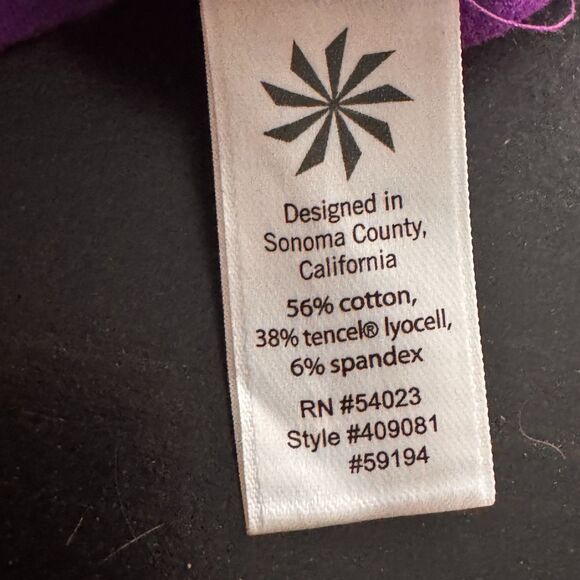 Designed in
Sonoma County,
California
56% cotton,
38% tencel® lyocell,
6% spandex
RN #54023
Style #409081
#59194